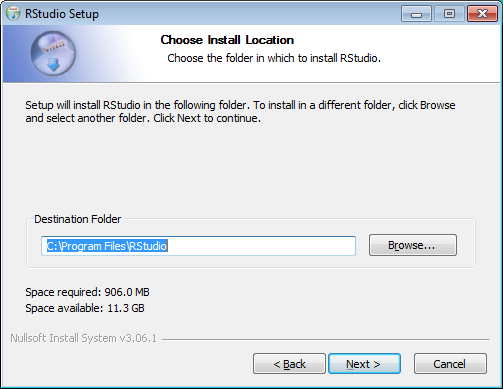 RStudio Setup
Choose Install Location
Choose the folder in which to install RStudio.
Setup will install RStudio in the following folder. To install in a different folder, click Browse
and select another folder. Click Next to continue.
Destination Folder
C:\Program Files\RStudio
Browse...
Space required: 906.0 MB
Space available: 11.3 GB
Nullsoft Install System v3.06.1
< Back
Next >
Cancel